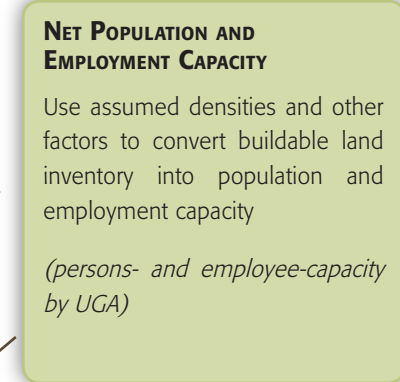 NET POPULATION AND
EMPLOYMENT CAPACITY
Use assumed densities and other
factors to convert buildable land
inventory into population and
employment capacity
(persons- and employee-capacity
by UGA)